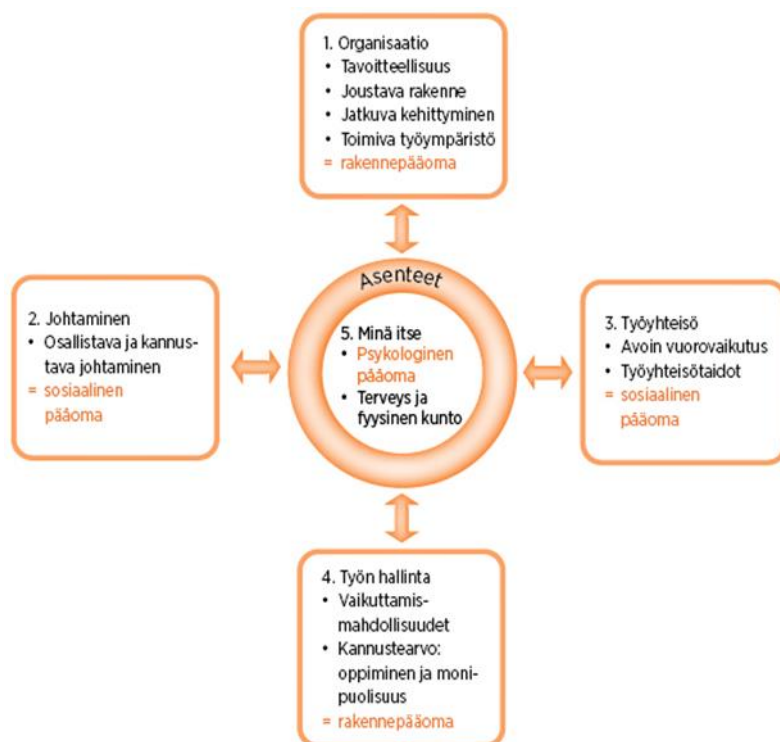 1. Organisaatio
• Tavoitteellisuus
• Joustava rakenne
• Jatkuva kehittyminen
• Toimiva työympäristö
= rakennepääoma
2. Johtaminen
• Osallistava ja kannus-
tava johtaminen
= sosiaalinen
pääoma
Asenteet
5. Minä itse
• Psykologinen
pääoma
• Terveys ja
fyysinen kunto
3. Työyhteisö
• Avoin vuorovaikutus
• Työyhteisötaidot
= sosiaalinen
pääoma
4. Työn hallinta
• Vaikuttamis-
mahdollisuudet
• Kannustearvo:
oppiminen ja moni-
puolisuus
= rakennepääoma